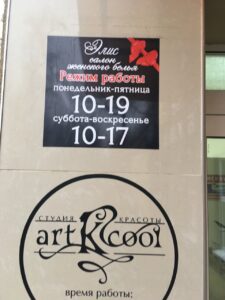 Элис
салон
женского белья
Режим работы
понедельник-пятница
10-19
суббота-воскресенье
10-17
СТУДИЯ КРАСОТЫ
artKcool
время работы: